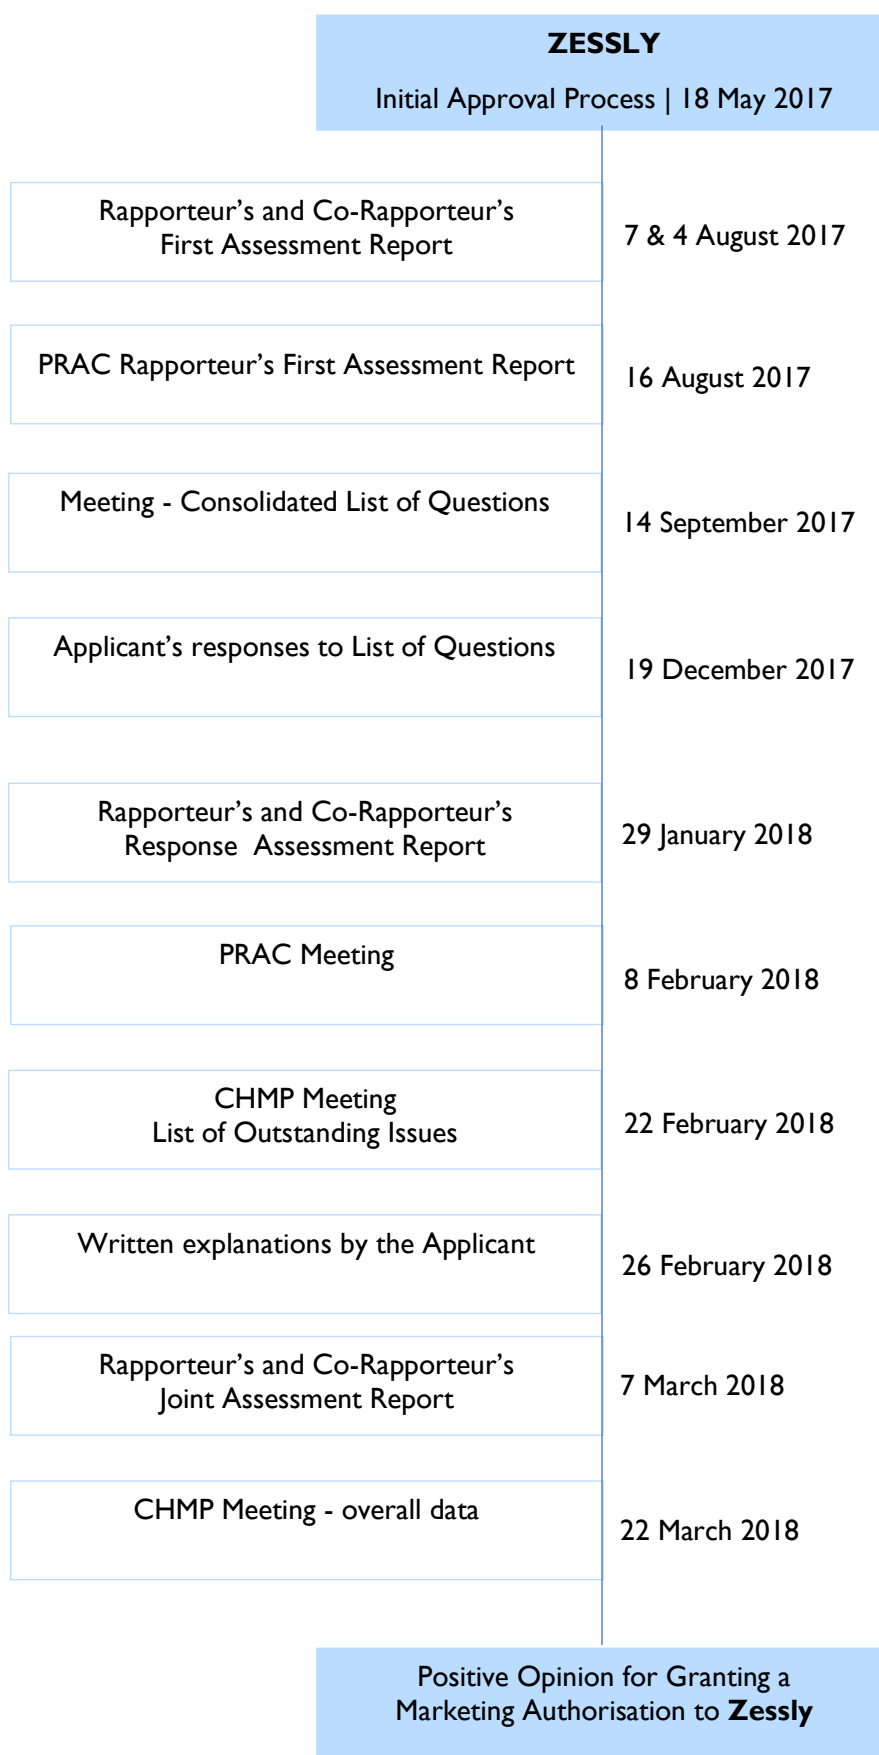 ZESSLY
Initial Approval Process | 18 May 2017
Rapporteur's and Co-Rapporteur's
First Assessment Report
7 & 4 August 2017
PRAC Rapporteur's First Assessment Report
16 August 2017
Meeting - Consolidated List of Questions
14 September 2017
Applicant's responses to List of Questions
19 December 2017
Rapporteur's and Co-Rapporteur's
Response  Assessment Report
29 January 2018
PRAC Meeting
8 February 2018
CHMP Meeting
List of Outstanding Issues
22 February 2018
Written explanations by the Applicant
26 February 2018
Rapporteur's and Co-Rapporteur's
Joint Assessment Report
7 March 2018
CHMP Meeting - overall data
22 March 2018
Positive Opinion for Granting a
Marketing Authorisation to Zessly